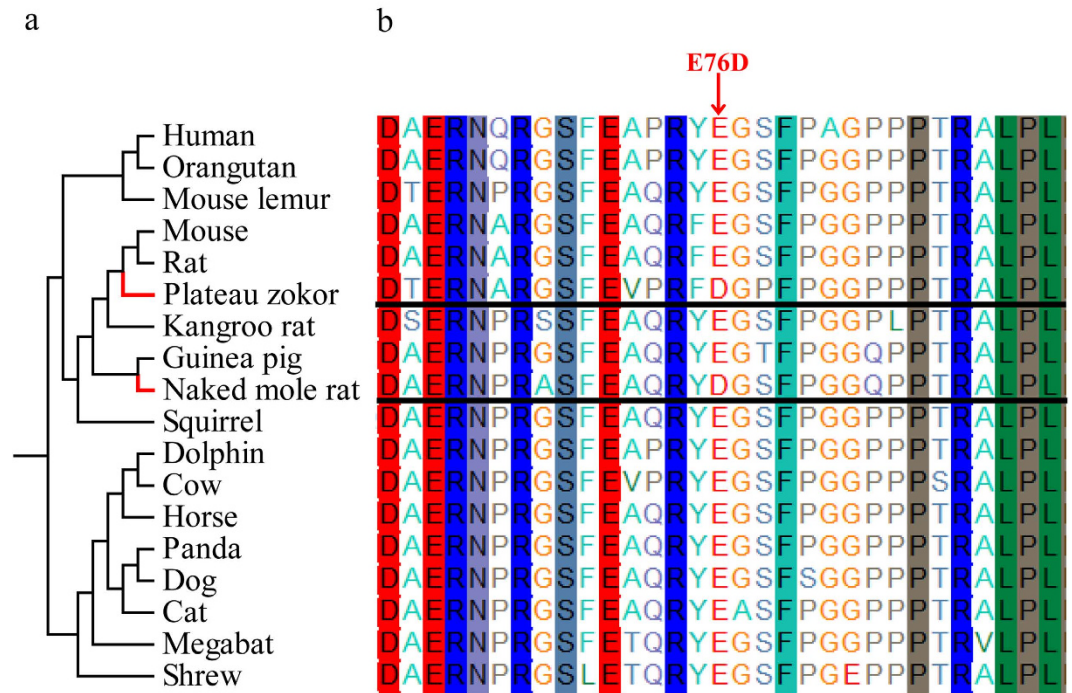 a
b
E76D
Human DAERNQRGSFEAPRYEGSFPAGPPPTRALPL
Orangutan DAERNQRGSFEAPRYEGSFPGGPPPTRALPL
Mouse lemur DTERNPRGSFEAQRYEGSFPGGPPPTRALPL
Mouse DAERNARGSFEAQRFEGSFPGGPPPTRALPL
Rat DAERNARGSFEAQRFEGSFPGGPPPTRALPL
Plateau zokor DTERNARGSFEVPRFDGPFPGGPPPTRALPL
Kangroo rat DSERNPRSSFEAQRYEGSFPGGPLPTRALPL
Guinea pig DAERNPRGSFEAQRYEGTFPGGQPPTRALPL
Naked mole rat DAERNPRASFEAQRYDGSFPGGQPPTRALPL
Squirrel DAERNPRGSFEAQRYEGSFPGGPPPTRALPL
Dolphin DAERNPRGSFEAPRYEGSFPGGPPPTRALPL
Cow DAERNPRGSFEVPRYEGSFPGGPPPSRALPL
Horse DAERNPRGSFEAQRYEGSFPGGPPPTRALPL
Panda DAERNPRGSFEAQRYEGSFPGGPPPTRALPL
Dog DAERNPRGSFEAQRYEGSFSGGPPPTRALPL
Cat DAERNPRGSFEAQRYEASFPGGPPPTRALPL
Megabat DAERNPRGSFETQRYEGSFPGGPPPTRVLPL
Shrew DAERNPRGSLETQRYEGSFPGEPPPTRALPL